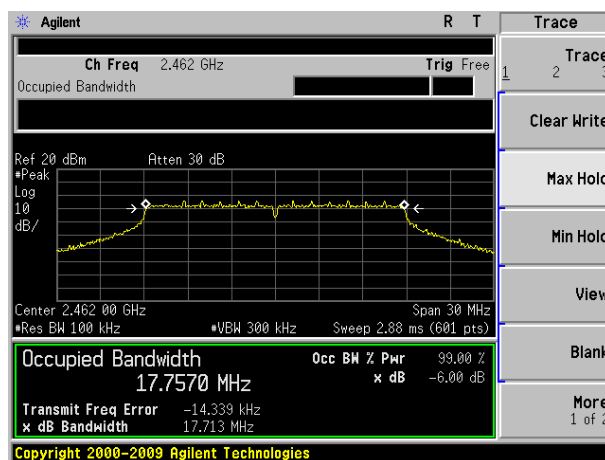 Agilent R T Trace
Ch Freq 2.462 GHz Trig Free
Occupied Bandwidth
Trace
1 2 3
Clear Write
Max Hold
Min Hold
View
Blank
More
1 of 2
Ref 20 dBm Atten 30 dB
#Peak
Log
10
dB/
Center 2.462 00 GHz Span 30 MHz
#Res BW 100 kHz #VBW 300 kHz Sweep 2.88 ms (601 pts)
Occupied Bandwidth Occ BW % Pwr 99.00 %
17.7570 MHz x dB -6.00 dB
Transmit Freq Error -14.339 kHz
x dB Bandwidth 17.713 MHz
Copyright 2000-2009 Agilent Technologies